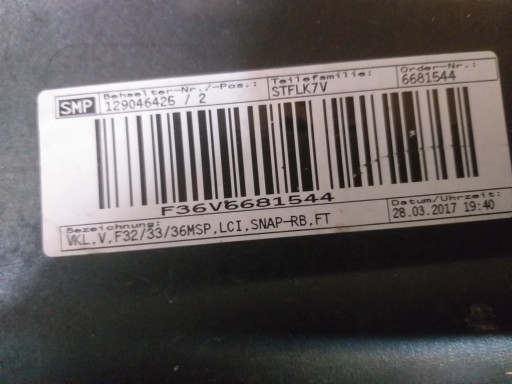 SMP
Behaelter-Nr./-Pos.:
129046426 / 2
Teilefamilie:
STFLK7V
Order-Nr.:
6681544
F36V6681544
Bezeichnung:
VKL,V,F32/33/36MSP,LCI,SNAP-RB,FT
Datum/Uhrzeit:
28.03.2017 19:40